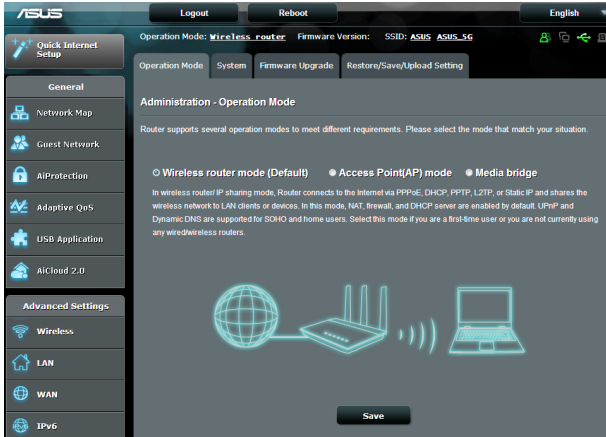 ASUS
Logout
Reboot
English
Quick Internet
Setup
Operation Mode: Wireless router Firmware Version: SSID: ASUS ASUS_5G
Operation Mode
System
Firmware Upgrade
Restore/Save/Upload Setting
General
Network Map
Guest Network
AiProtection
Adaptive QoS
USB Application
AiCloud 2.0
Advanced Settings
Wireless
LAN
WAN
IPv6
Administration - Operation Mode
Router supports several operation modes to meet different requirements. Please select the mode that match your situation.
Wireless router mode (Default)
Access Point(AP) mode
Media bridge
In wireless router/ IP sharing mode, Router connects to the Internet via PPPoE, DHCP, PPTP, L2TP, or Static IP and shares the
wireless network to LAN clients or devices. In this mode, NAT, firewall, and DHCP server are enabled by default. UPnP and
Dynamic DNS are supported for SOHO and home users. Select this mode if you are a first-time user or you are not currently using
any wired/wireless routers.
Save